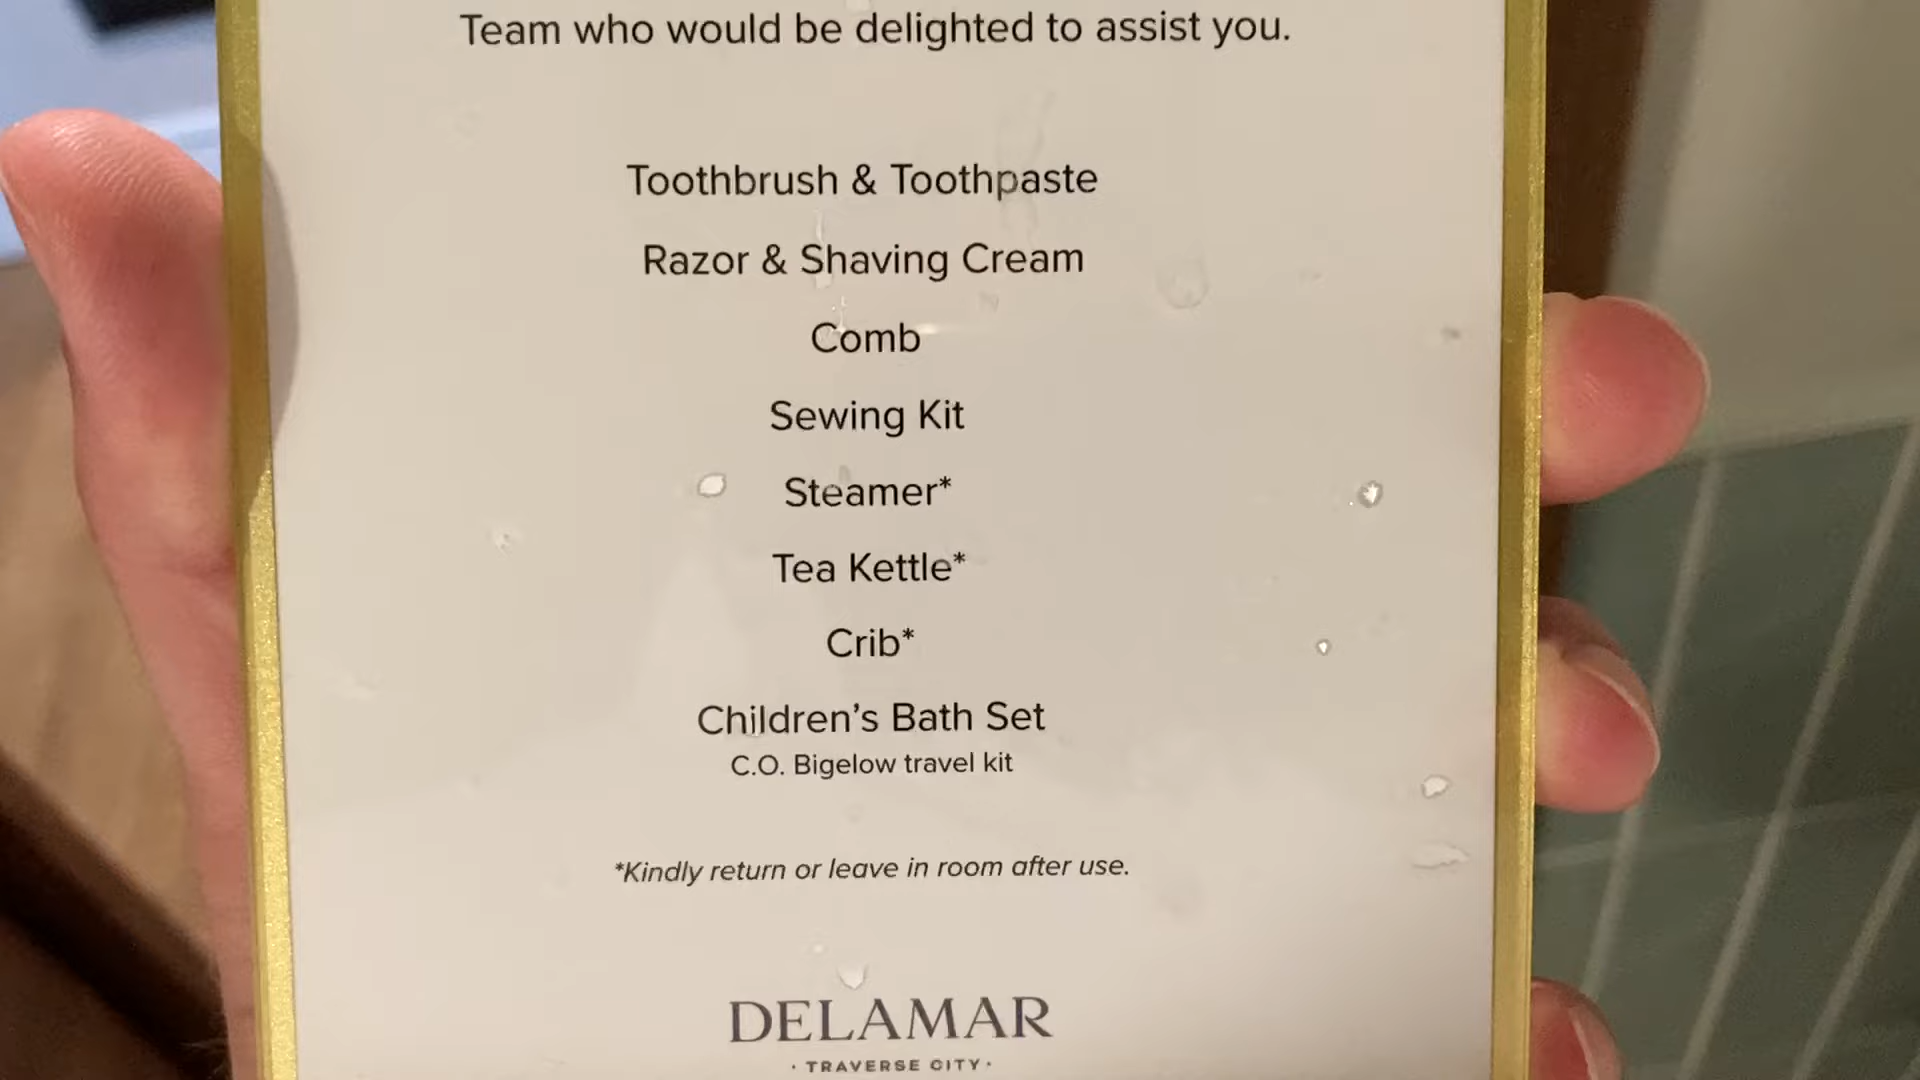 Team who would be delighted to assist you.
Toothbrush & Toothpaste
Razor & Shaving Cream
Comb
Sewing Kit
Steamer*
Tea Kettle*
Crib*
Children’s Bath Set
C.O. Bigelow travel kit
*Kindly return or leave in room after use.
DELAMAR
· TRAVERSE CITY ·